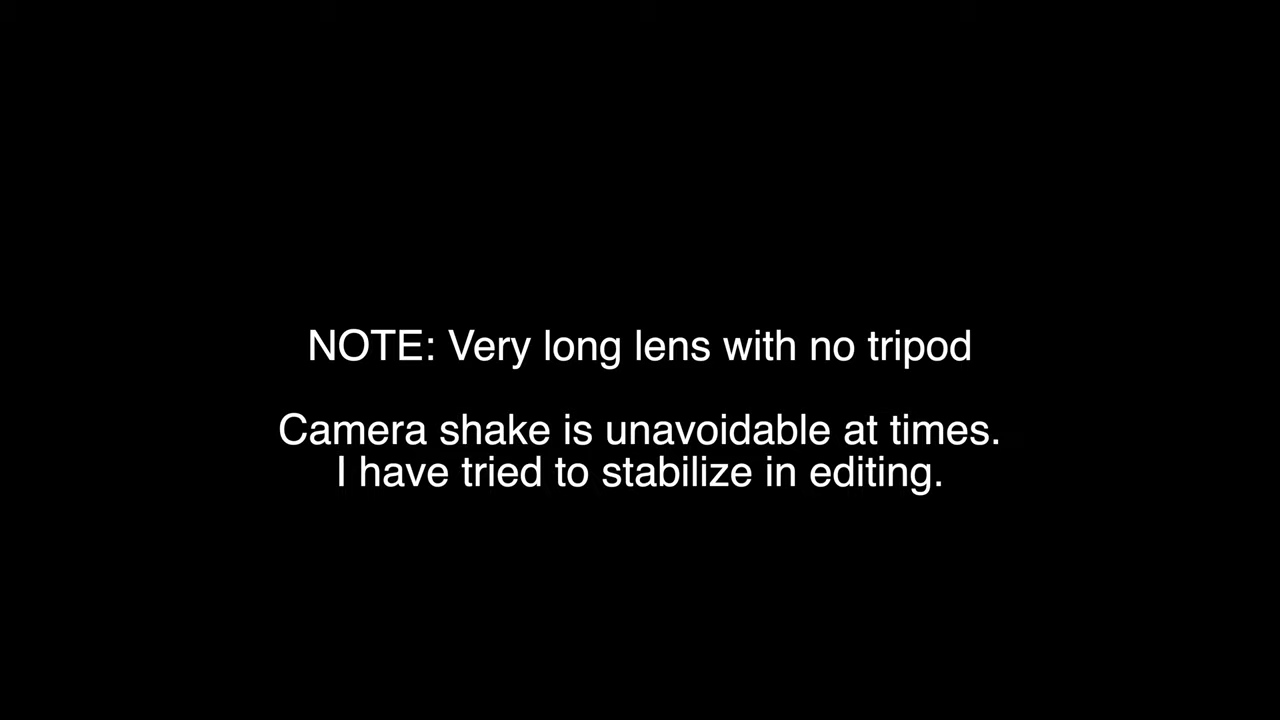 NOTE: Very long lens with no tripod
Camera shake is unavoidable at times.
I have tried to stabilize in editing.